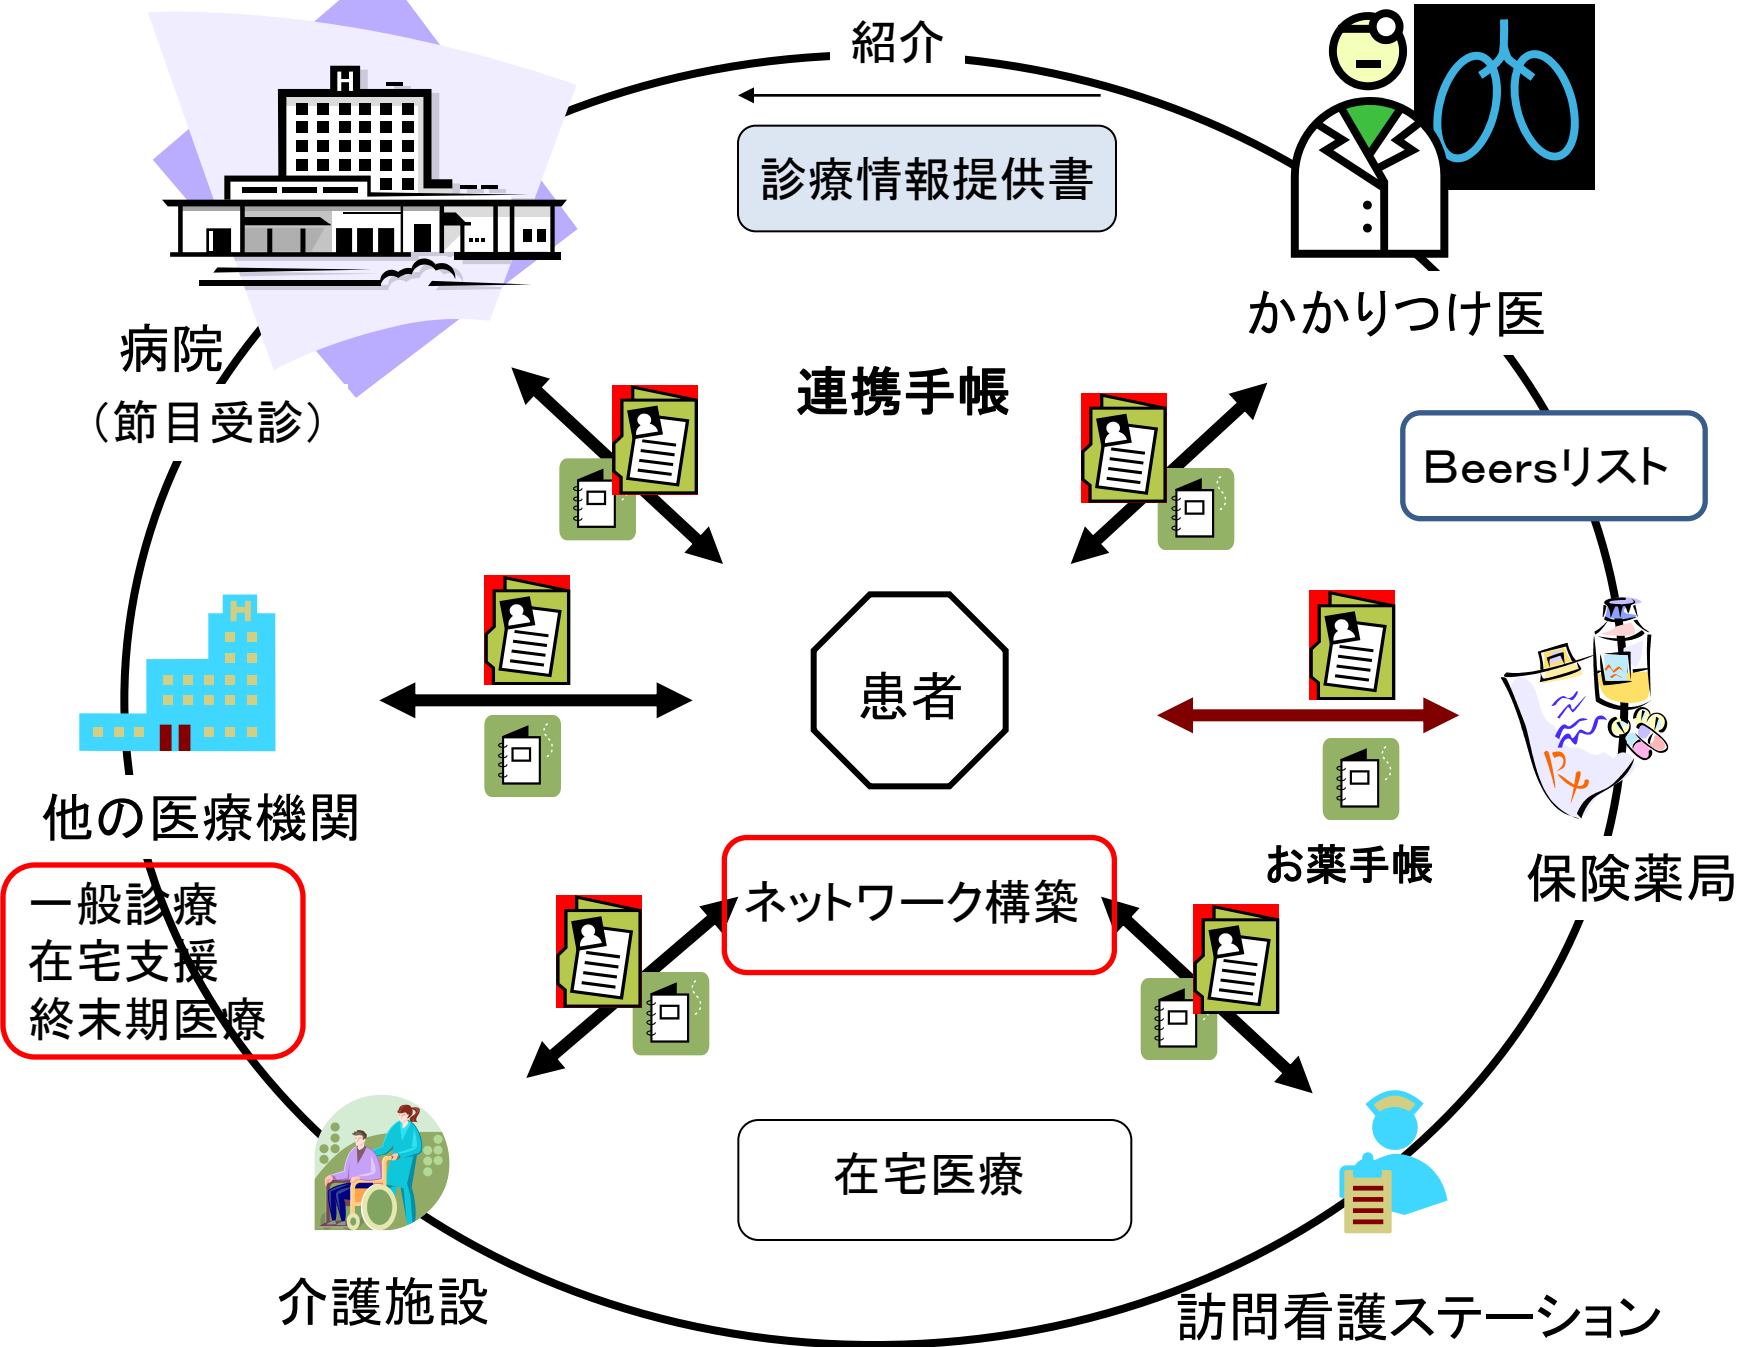 紹介
H
診療情報提供書
かかりつけ医
病院
（節目受診）
連携手帳
Beersリスト
H
患者
他の医療機関
お薬手帳
保険薬局
一般診療
在宅支援
終末期医療
ネットワーク構築
在宅医療
介護施設
訪問看護ステーション